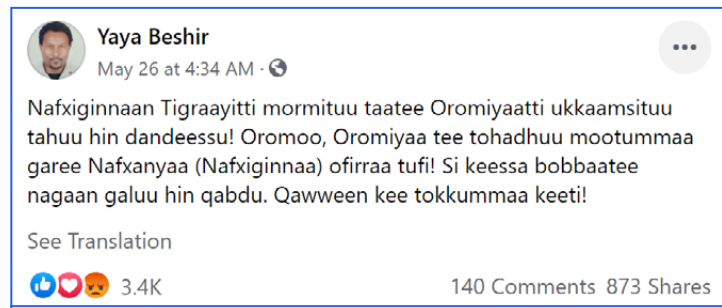 Yaya Beshir
May 26 at 4:34 AM ·
Nafxiginnaan Tigraayitti mormituu taatee Oromiyaatti ukkaamsituu
tahuu hin dandeessu! Oromoo, Oromiyaa tee tohadhuu mootummaa
garee Nafxanyaa (Nafxiginnaa) ofirraa tufi! Si keessa bobbaatee
nagaan galuu hin qabdu. Qawween kee tokkummaa keeti!
See Translation
3.4K 140 Comments 873 Shares